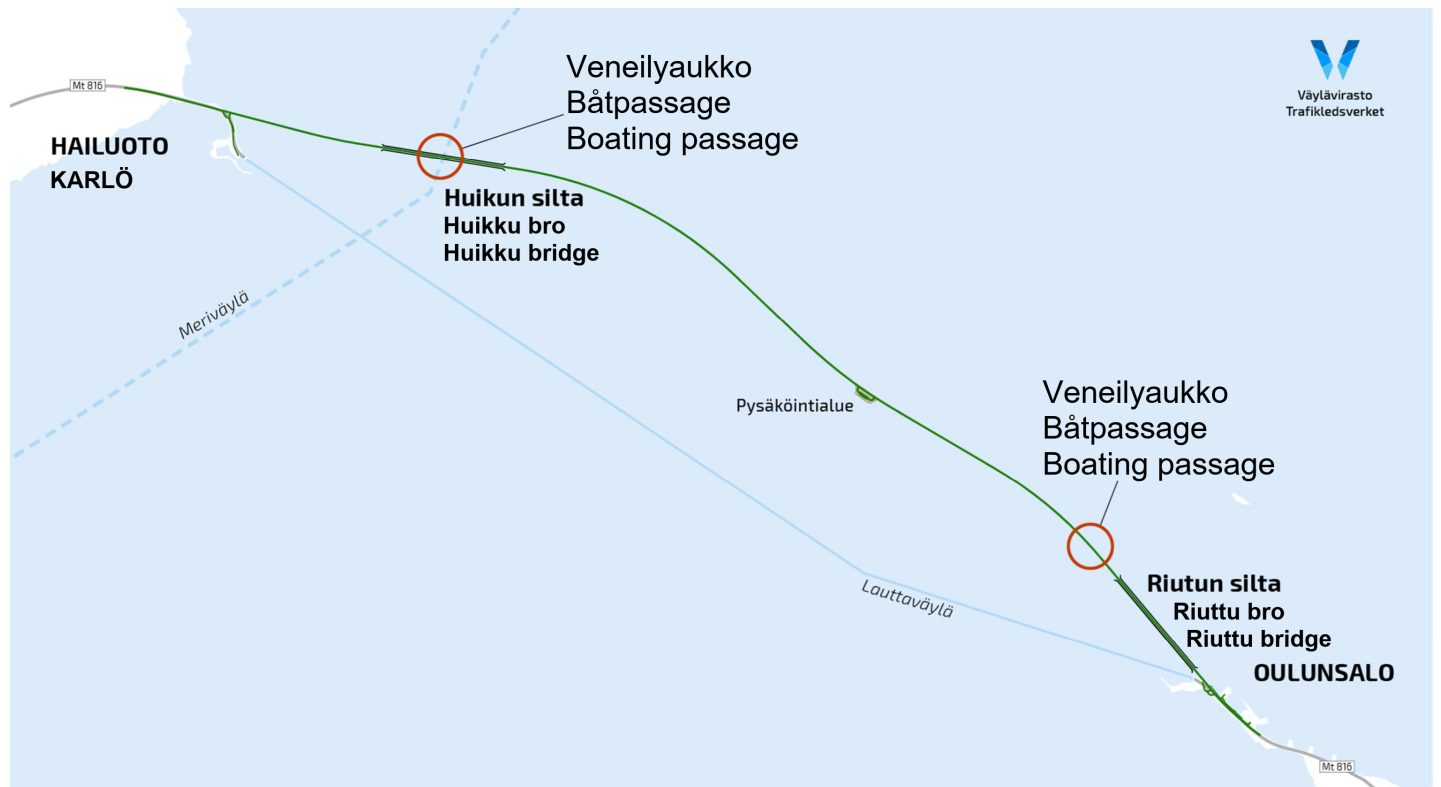 Veneilyaukko
Båtpassage
Boating passage
Väylävirasto
Trafikledsverket
Mt 816
HAILUOTO
KARLÖ
Huikun silta
Huikku bro
Huikku bridge
Meriväylä
Pysäköintialue
Veneilyaukko
Båtpassage
Boating passage
Lauttaväylä
Riutun silta
Riuttu bro
Riuttu bridge
OULUNSALO
Mt 816